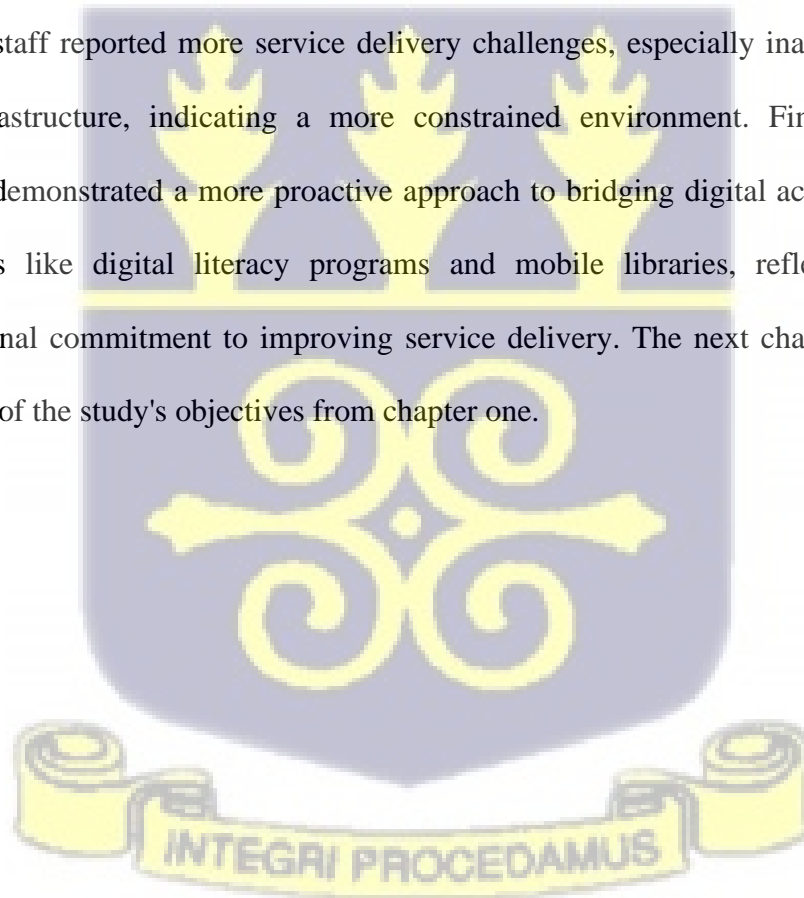 staff reported more service delivery challenges, especially ina
astructure, indicating a more constrained environment. Fin
demonstrated a more proactive approach to bridging digital ac
s like digital literacy programs and mobile libraries, refle
nal commitment to improving service delivery. The next cha
of the study's objectives from chapter one.
INTEGRI PROCEDAMUS